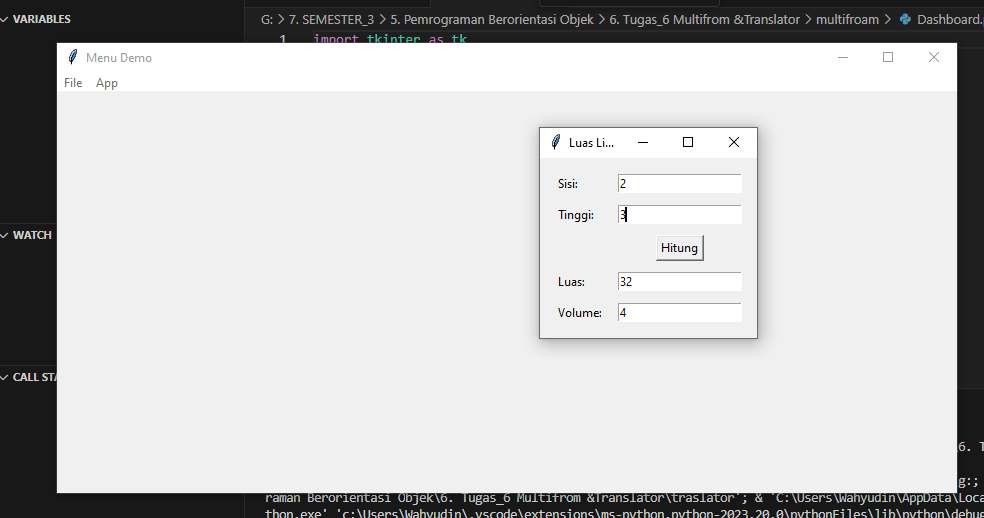 VARIABLES
G: > 7. SEMESTER_3 > 5. Pemrograman Berorientasi Objek > 6. Tugas_6 Multifrom &Translator > multifroam > Dashboard.
1 import tkinter as tk
Menu Demo
File App
Luas Li...
Sisi: 2
Tinggi: 3
Hitung
WATCH
Luas: 32
Volume: 4
CALL STA
\6. T
g:;
raman Berorientasi Objek\6. Tugas_6 Multifrom &Translator\traslator'; & 'C:\Users\Wahyudin\AppData\Loca
thon.exe' 'c:\Users\Wahyudin\.vscode\extensions\ms-python.python-2023.20.0\pythonFiles\lib\python\debug